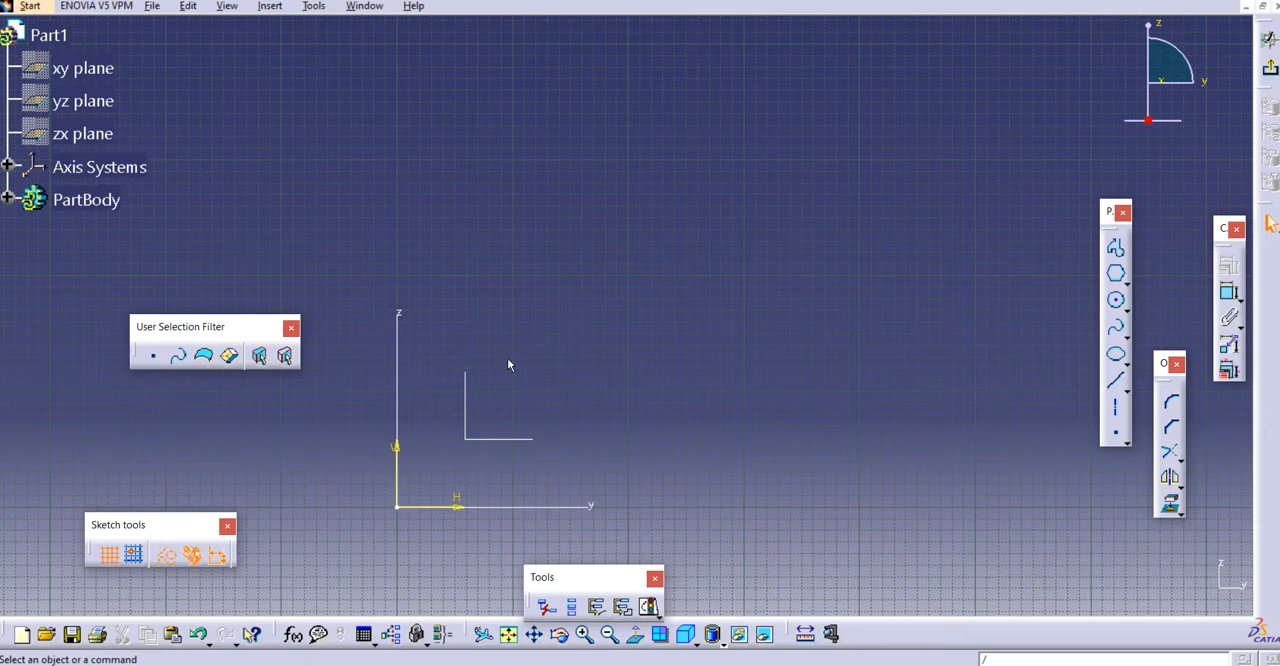 Start ENOVIA V5 VPM File Edit View Insert Tools Window Help
Part1
xy plane
yz plane
zx plane
Axis Systems
PartBody
z
x y
P.
C.
User Selection Filter
z
O
V
H
y
Sketch tools
Tools
z
y
f(x)
CATIA
Select an object or a command
/